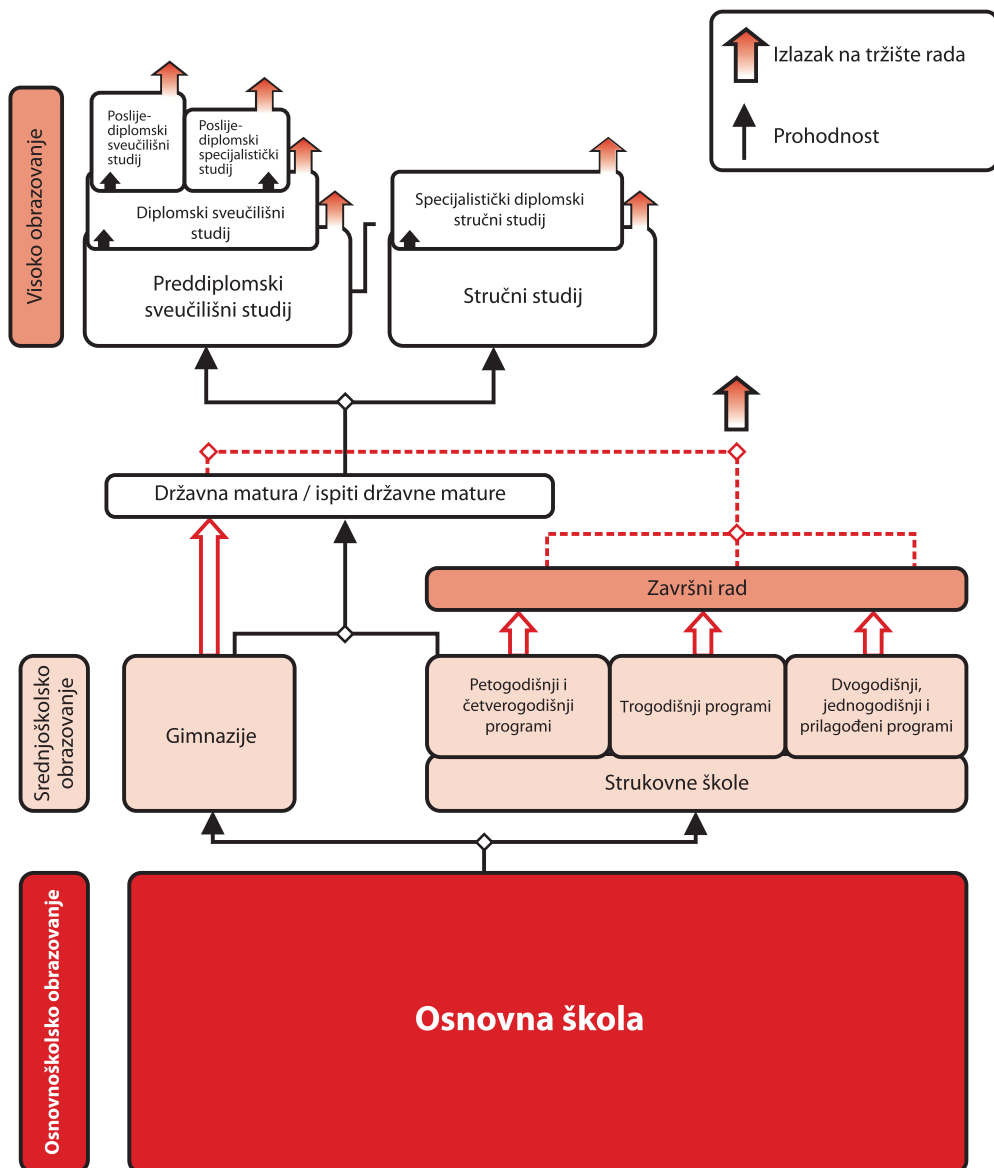 Izlazak na tržište rada
Prohodnost
Visoko obrazovanje
Poslije-
diplomski
sveučilišni
studij
Poslije-
diplomski
specijalistički
studij
Diplomski sveučilišni
studij
Preddiplomski
sveučilišni studij
Specijalistički diplomski
stručni studij
Stručni studij
Državna matura / ispiti državne mature
Završni rad
Srednjoškolsko
obrazovanje
Gimnazije
Petogodišnji i
četverogodišnji
programi
Trogodišnji programi
Dvogodišnji,
jednogodišnji i
prilagođeni programi
Strukovne škole
Osnovnoškolsko obrazovanje
Osnovna škola